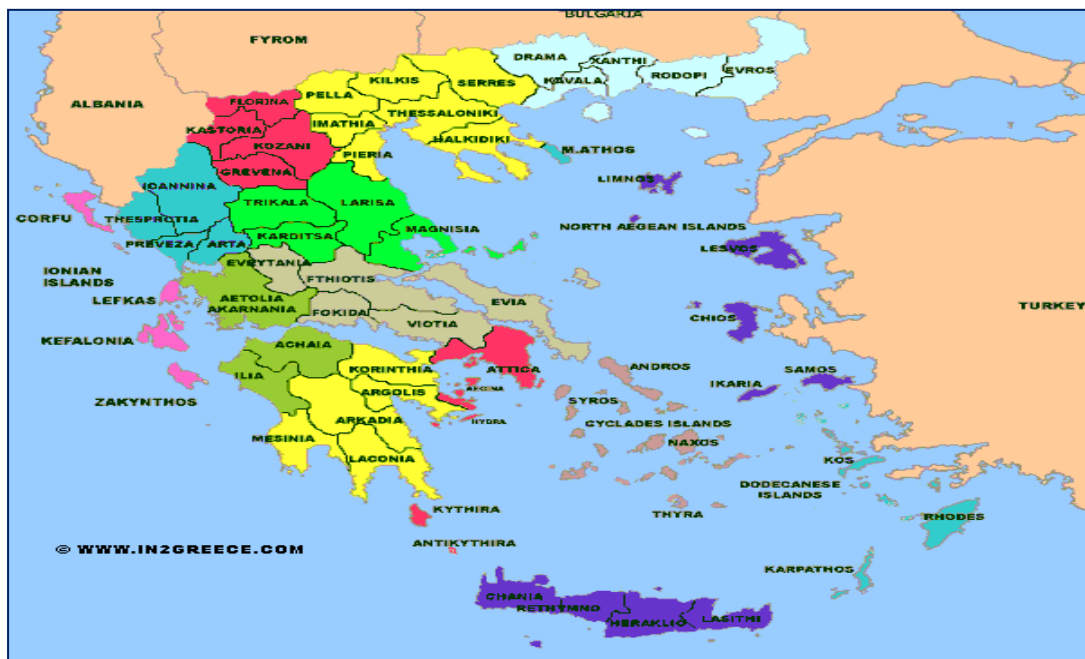 BULGARIA
FYROM
DRAMA
XANTHI
KILKIS
SERRES
KAVALA
RODOPI
EVROS
PELLA
ALBANIA
FLORINA
THESSALONIKI
IMATHIA
KASTORIA
HALKIDIKI
KOZANI
PIERIA
M.ATHOS
GREVENA
IOANNINA
LIMNOS
TRIKALA
LARISA
CORFU
THESPROTIA
NORTH AEGEAN ISLANDS
MAGNISIA
KARDITSA
PREVEZA
ARTA
LESVOS
EVRYTANIA
IONIAN
ISLANDS
FTHIOTIS
LEFKAS
AETOLIA
AKARNANIA
EVIA
TURKEY
FOKIDA
VIOTIA
CHIOS
KEFALONIA
ACHAIA
KORINTHIA
ATTICA
ANDROS
SAMOS
ILIA
IKARIA
AEGINA
ARGOLIS
ZAKYNTHOS
SYROS
ARKADIA
HYDRA
CYCLADES ISLANDS
MESINIA
NAXOS
LACONIA
KOS
DODECANESE
ISLANDS
KYTHIRA
THYRA
RHODES
ANTIKYTHIRA
© WWW.IN2GREECE.COM
KARPATHOS
CHANIA
RETHYMNO
HERAKLIO
LASITHI